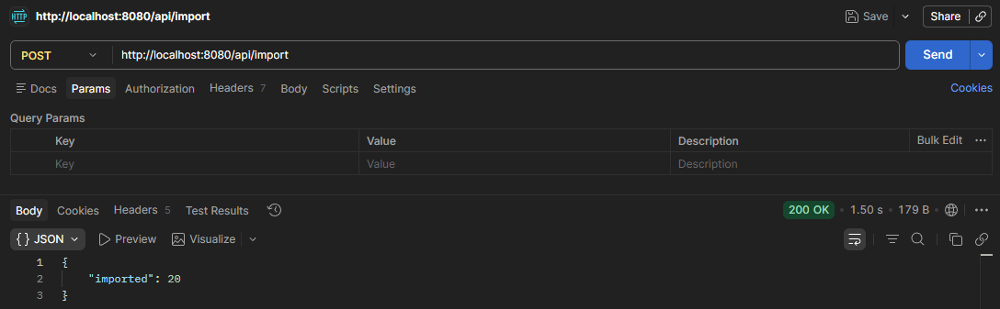 HTTP http://localhost:8080/api/import Save Share
POST http://localhost:8080/api/import Send
Docs Params Authorization Headers 7 Body Scripts Settings Cookies
Query Params
Key Value Description Bulk Edit
Key Value Description
Body Cookies Headers 5 Test Results 200 OK • 1.50 s • 179 B
{} JSON Preview Visualize
1 {
2 "imported": 20
3 }